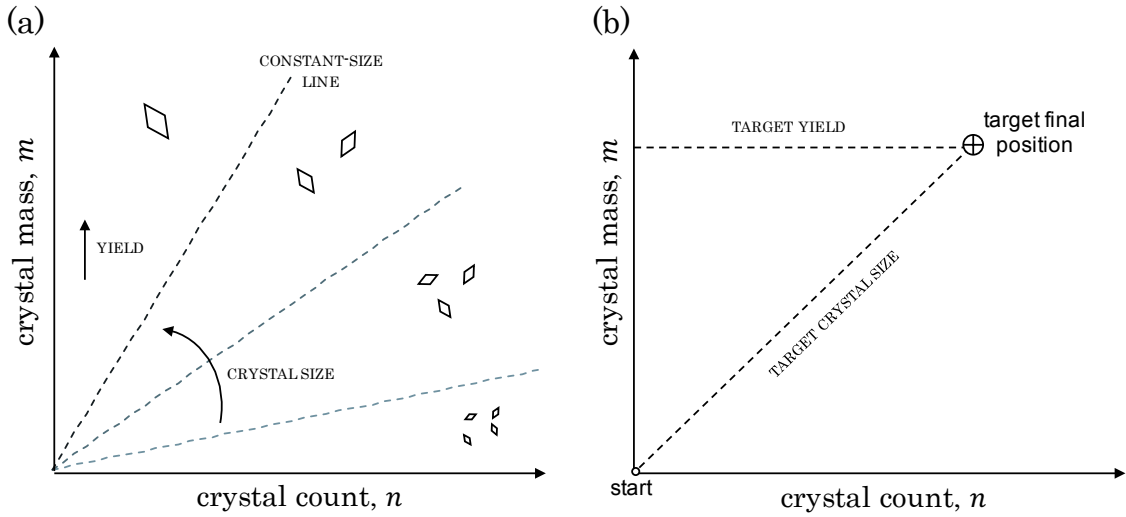 (a)
CONSTANT-SIZE
LINE
YIELD
CRYSTAL SIZE
crystal mass, m
crystal count, n
(b)
TARGET YIELD
target final
position
TARGET CRYSTAL SIZE
crystal mass, m
start
crystal count, n